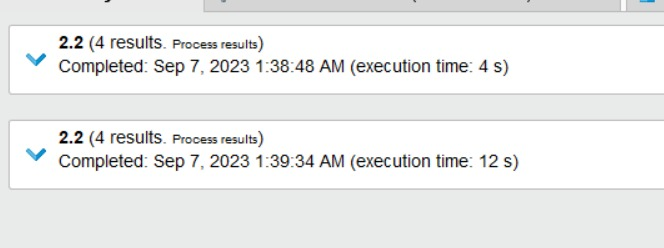 2.2 (4 results. Process results)
Completed: Sep 7, 2023 1:38:48 AM (execution time: 4 s)
2.2 (4 results. Process results)
Completed: Sep 7, 2023 1:39:34 AM (execution time: 12 s)